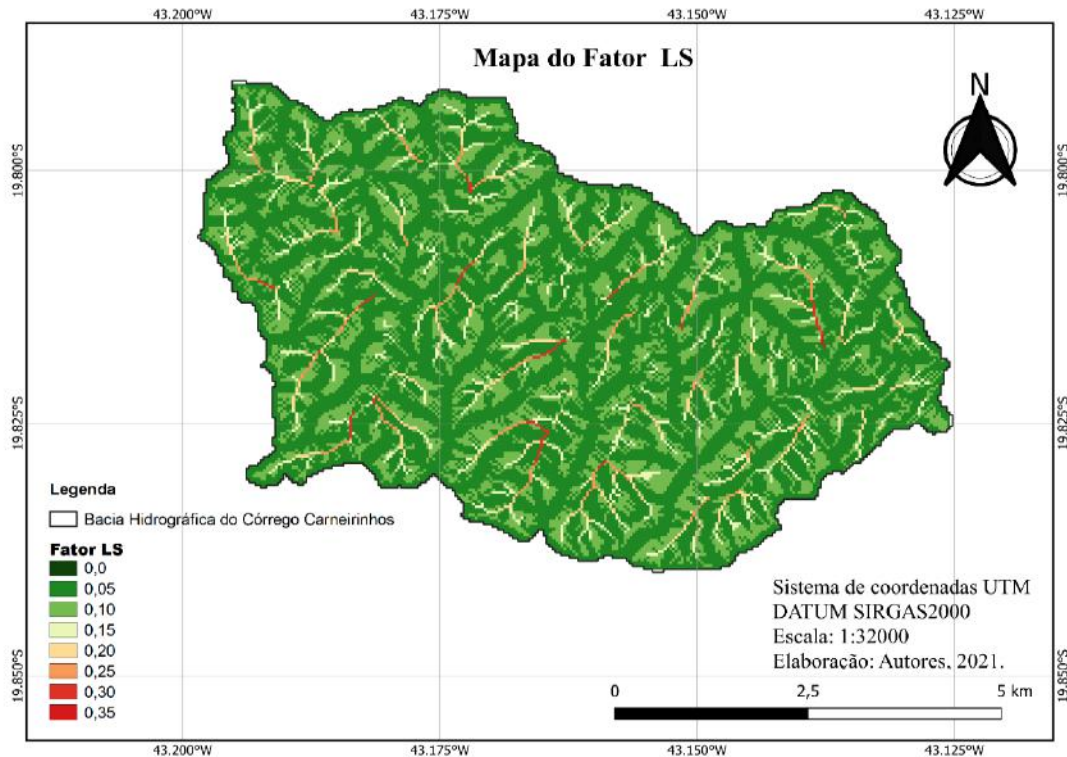 43.200°W 43.175°W 43.150°W 43.125°W
Mapa do Fator LS
N
19.800°S 19.800°S
19.825°S 19.825°S
Legenda
Bacia Hidrográfica do Córrego Carneirinhos
Fator LS
0,0
0,05
0,10
0,15
0,20
0,25
0,30
0,35
Sistema de coordenadas UTM
DATUM SIRGAS2000
Escala: 1:32000
Elaboração: Autores, 2021.
19.850°S 19.850°S
0 2,5 5 km
43.200°W 43.175°W 43.150°W 43.125°W